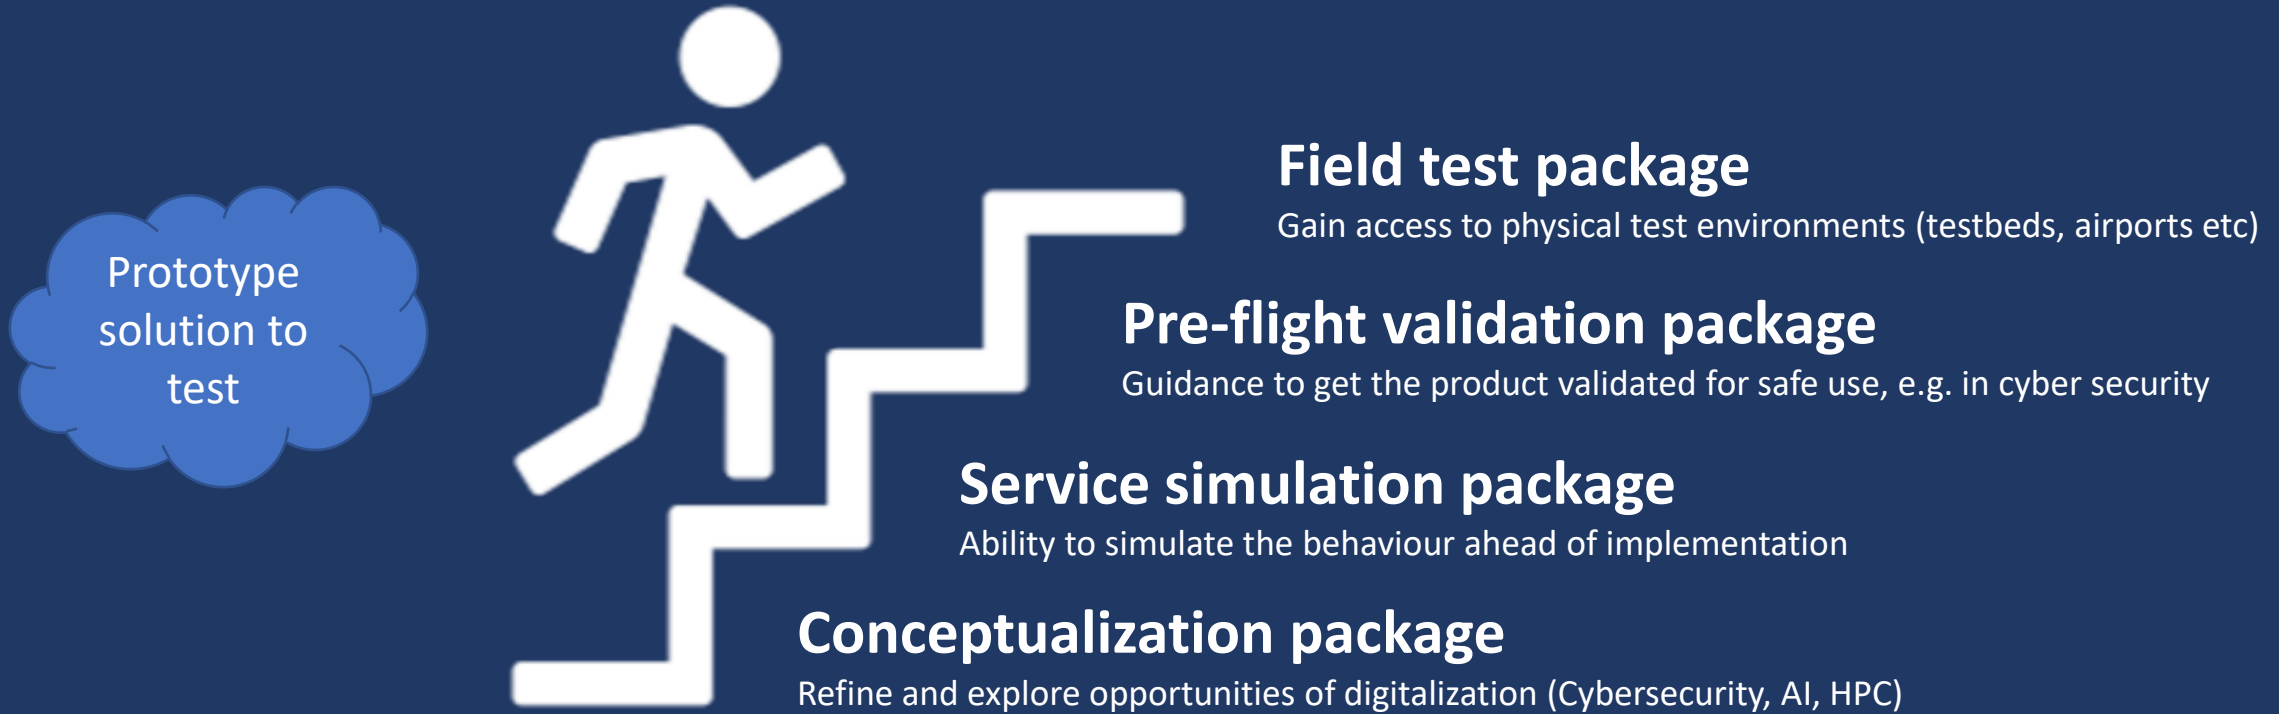 Prototype
solution to
test
Field test package
Gain access to physical test environments (testbeds, airports etc)
Pre-flight validation package
Guidance to get the product validated for safe use, e.g. in cyber security
Service simulation package
Ability to simulate the behaviour ahead of implementation
Conceptualization package
Refine and explore opportunities of digitalization (Cybersecurity, AI, HPC)